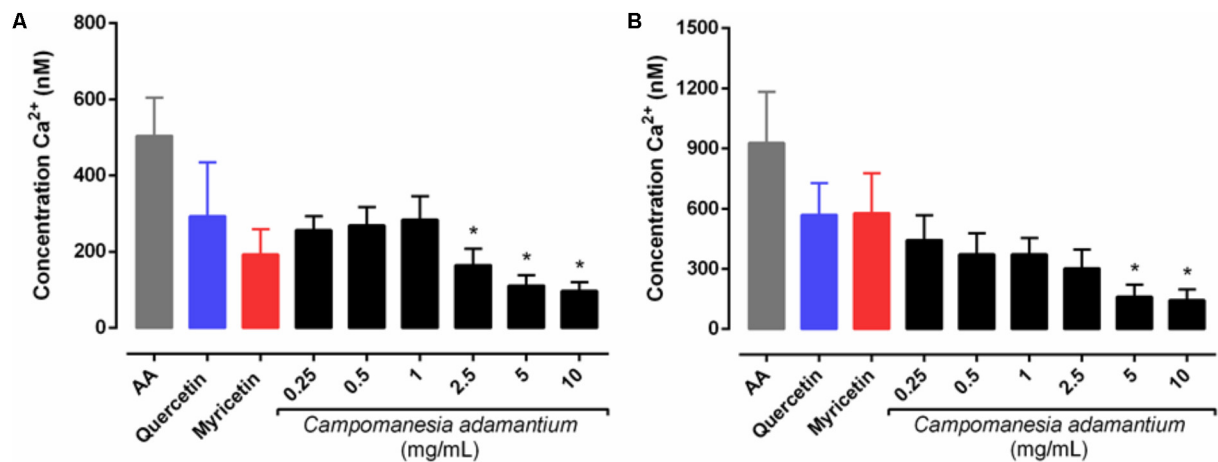 A
Concentration Ca2+ (nM)
800
600
400
200
0
*
*
*
AA
Quercetin
Myricetin
0.25
0.5
1
2.5
5
10
Campomanesia adamantium
(mg/mL)
B
Concentration Ca2+ (nM)
1500
1200
900
600
300
0
*
*
AA
Quercetin
Myricetin
0.25
0.5
1
2.5
5
10
Campomanesia adamantium
(mg/mL)